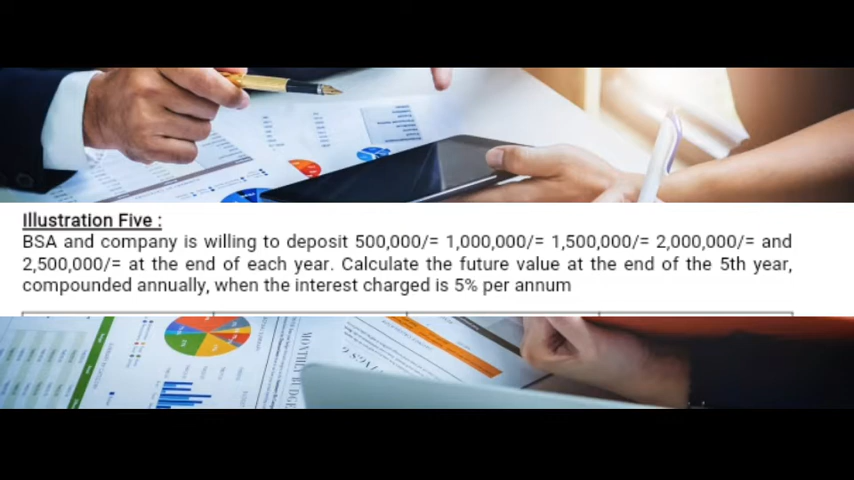 Illustration Five :
BSA and company is willing to deposit 500,000/= 1,000,000/= 1,500,000/= 2,000,000/= and
2,500,000/= at the end of each year. Calculate the future value at the end of the 5th year,
compounded annually, when the interest charged is 5% per annum
MONTHLY BUDGE